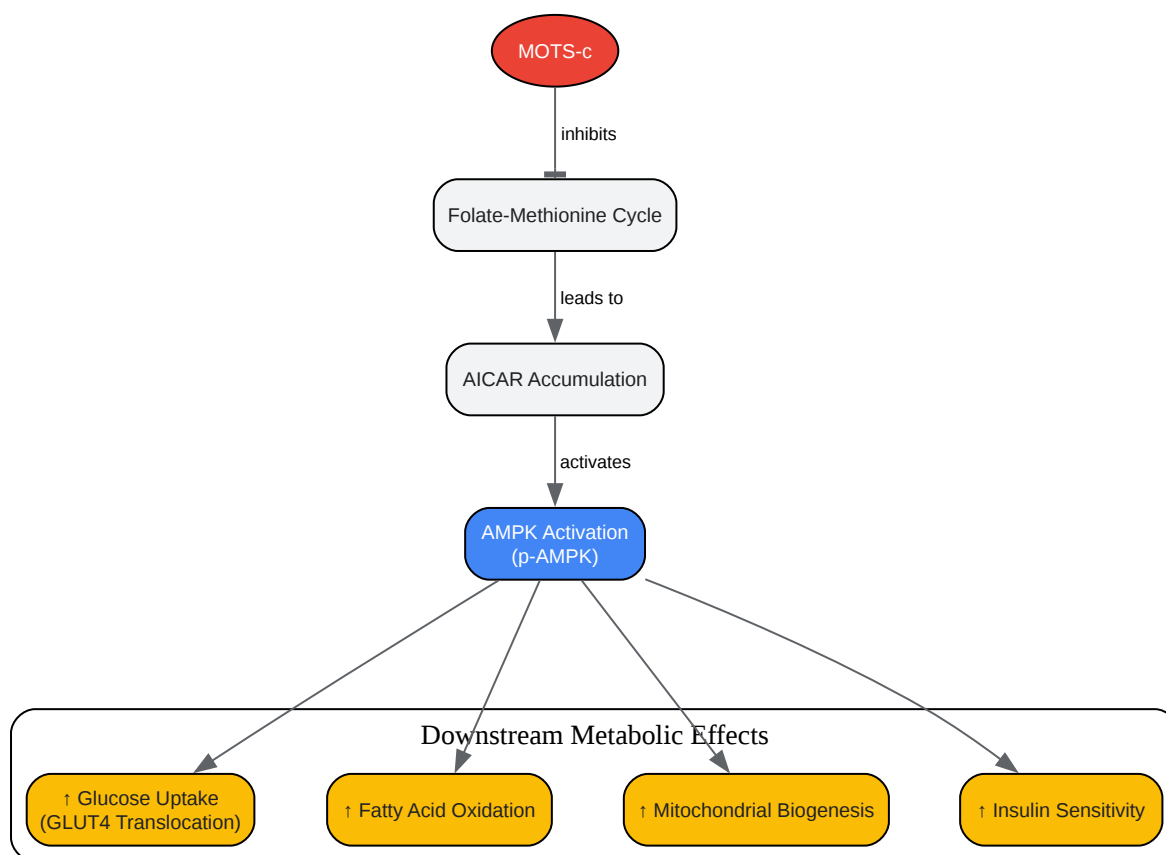 MOTS-c
inhibits
Folate-Methionine Cycle
leads to
AICAR Accumulation
activates
AMPK Activation
(p-AMPK)
Downstream Metabolic Effects
↑ Glucose Uptake
(GLUT4 Translocation)
↑ Fatty Acid Oxidation
↑ Mitochondrial Biogenesis
↑ Insulin Sensitivity